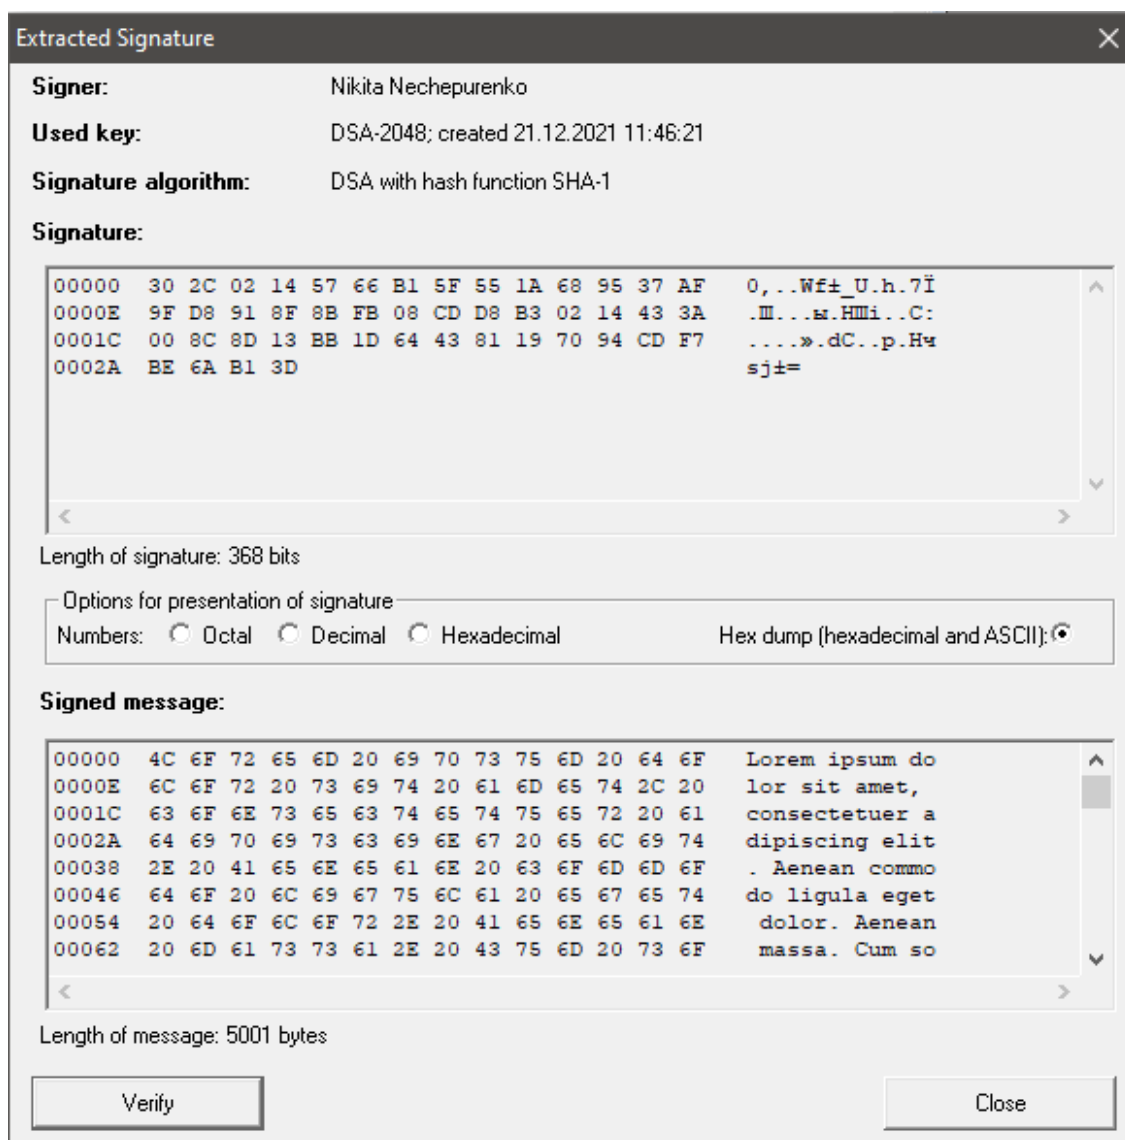 Extracted Signature
Signer: Nikita Nechepurenko
Used key: DSA-2048; created 21.12.2021 11:46:21
Signature algorithm: DSA with hash function SHA-1
Signature:
00000 30 2C 02 14 57 66 B1 5F 55 1A 68 95 37 AF 0,..Wf±_U.h.7Ï
0000E 9F D8 91 8F 8B FB 08 CD D8 B3 02 14 43 3A .Ш...ы.НШі..C:
0001C 00 8C 8D 13 BB 1D 64 43 81 19 70 94 CD F7 ....».dC..p.Нч
0002A BE 6A B1 3D ѕj±=
Length of signature: 368 bits
Options for presentation of signature
Numbers: Octal Decimal Hexadecimal Hex dump (hexadecimal and ASCII):
Signed message:
00000 4C 6F 72 65 6D 20 69 70 73 75 6D 20 64 6F Lorem ipsum do
0000E 6C 6F 72 20 73 69 74 20 61 6D 65 74 2C 20 lor sit amet,
0001C 63 6F 6E 73 65 63 74 65 74 75 65 72 20 61 consectetuer a
0002A 64 69 70 69 73 63 69 6E 67 20 65 6C 69 74 dipiscing elit
00038 2E 20 41 65 6E 65 61 6E 20 63 6F 6D 6D 6F . Aenean commo
00046 64 6F 20 6C 69 67 75 6C 61 20 65 67 65 74 do ligula eget
00054 20 64 6F 6C 6F 72 2E 20 41 65 6E 65 61 6E dolor. Aenean
00062 20 6D 61 73 73 61 2E 20 43 75 6D 20 73 6F massa. Cum so
Length of message: 5001 bytes
Verify Close